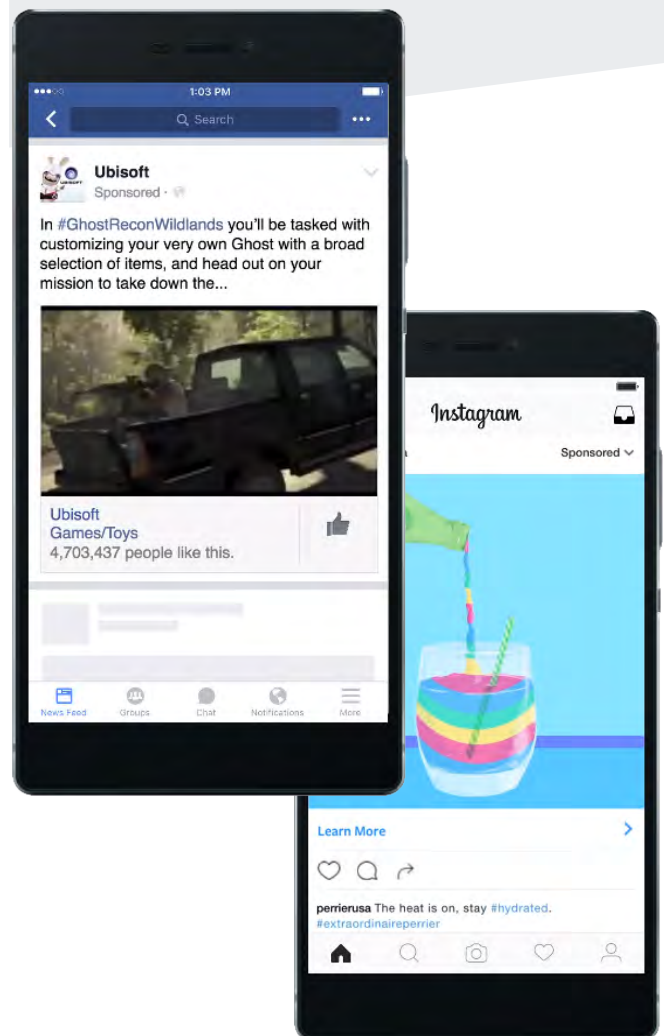 1:03 PM
Search
Ubisoft
Sponsored ·
In #GhostReconWildlands you'll be tasked with
customizing your very own Ghost with a broad
selection of items, and head out on your
mission to take down the...
Ubisoft
Games/Toys
4,703,437 people like this.
News Feed Groups Chat Notifications More
Instagram
Sponsored
Learn More
perrierusa The heat is on, stay #hydrated.
#extraordinaireperrier